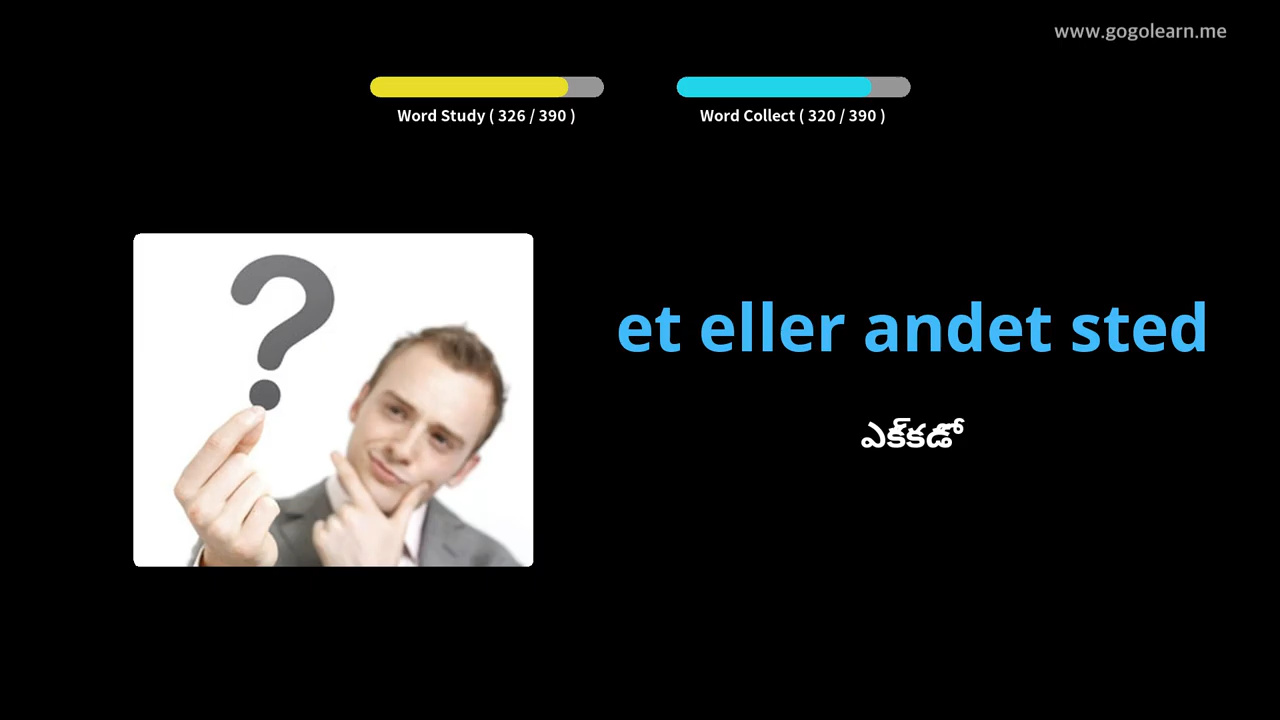 www.gogolearn.me
Word Study ( 326 / 390 )
Word Collect ( 320 / 390 )
et eller andet sted
ఎక్కడో